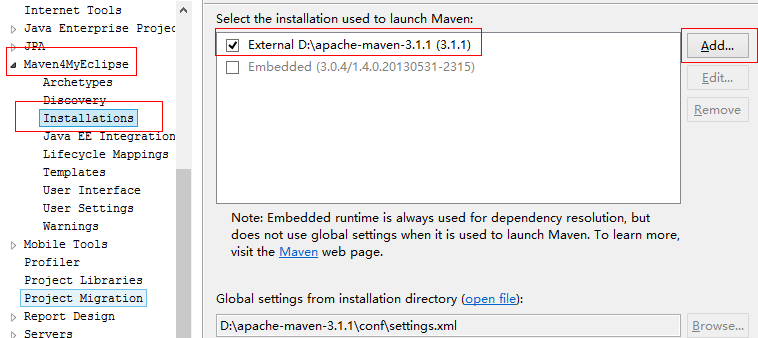 Internet Tools
Java Enterprise Projec
JPA
Maven4MyEclipse
Archetypes
Discovery
Installations
Java EE Integration
Lifecycle Mappings
Templates
User Interface
User Settings
Warnings
Mobile Tools
Profiler
Project Libraries
Project Migration
Report Design
Servers
Select the installation used to launch Maven:
External D:\apache-maven-3.1.1 (3.1.1)
Embedded (3.0.4/1.4.0.20130531-2315)
Add...
Edit...
Remove
Note: Embedded runtime is always used for dependency resolution, but
does not use global settings when it is used to launch Maven. To learn more,
visit the Maven web page.
Global settings from installation directory (open file):
D:\apache-maven-3.1.1\conf\settings.xml
Browse...